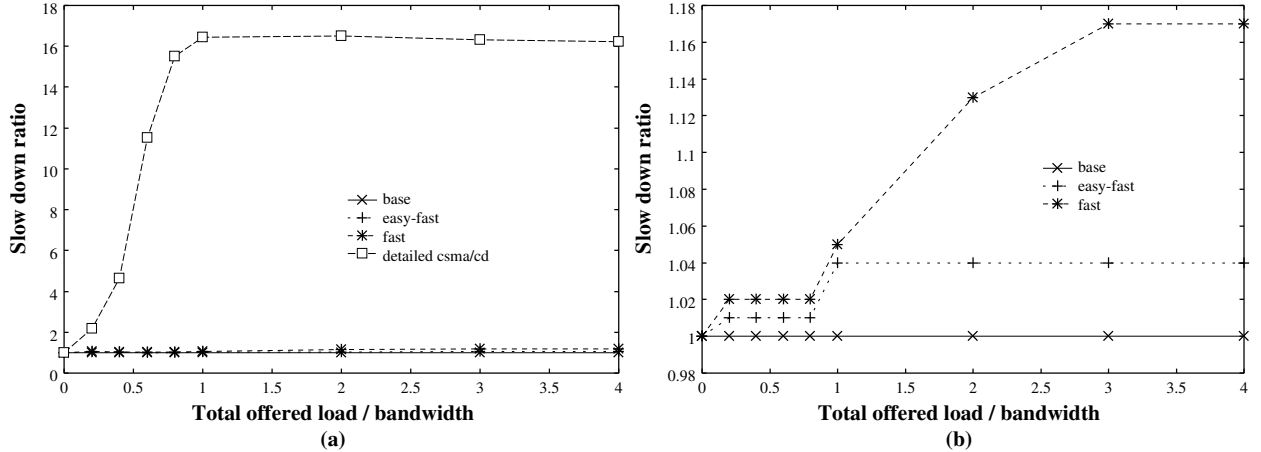 18
16
14
12
10
8
6
4
2
0
Slow down ratio
base
easy-fast
fast
detailed csma/cd
0 0.5 1 1.5 2 2.5 3 3.5 4
Total offered load / bandwidth
(a)
1.18
1.16
1.14
1.12
1.1
1.08
1.06
1.04
1.02
1
0.98
Slow down ratio
base
easy-fast
fast
0 0.5 1 1.5 2 2.5 3 3.5 4
Total offered load / bandwidth
(b)